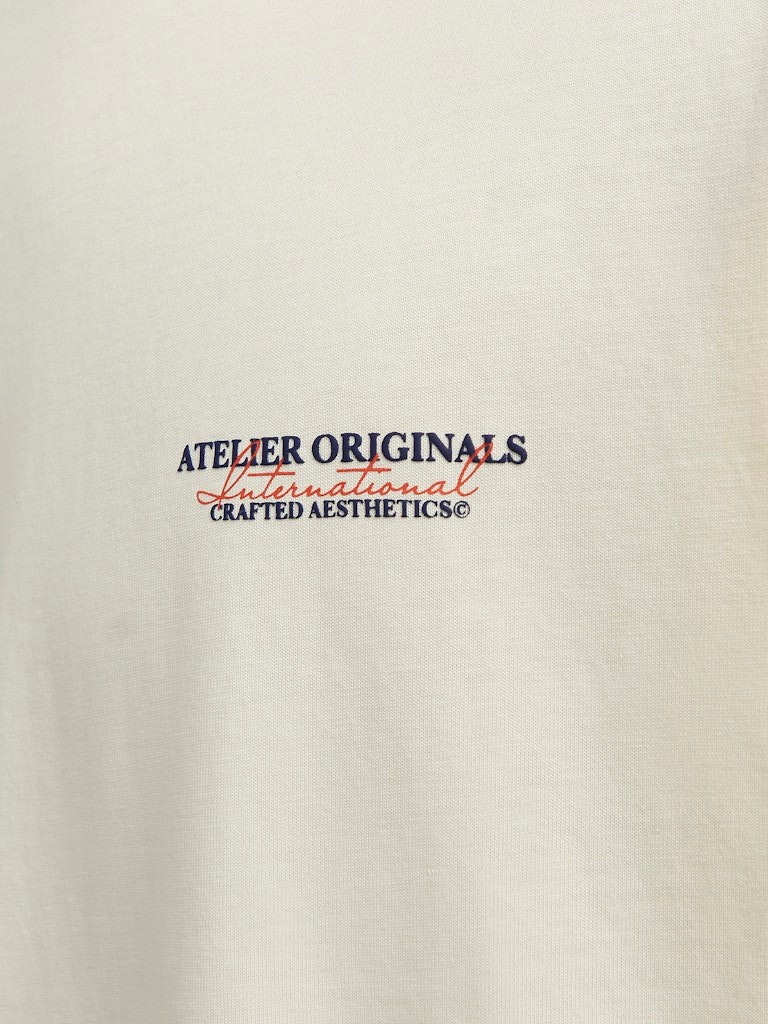 ATELIER ORIGINALS
International
CRAFTED AESTHETICS©